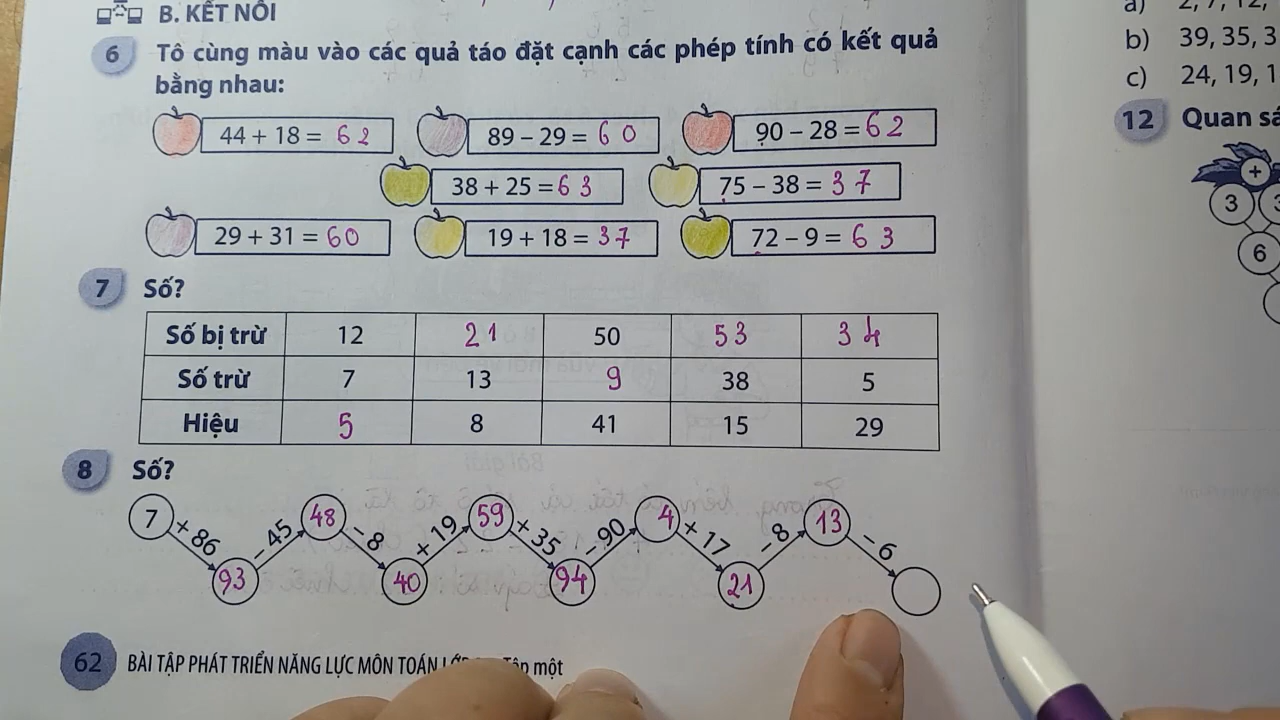 B. KẾT NỐI
6 Tô cùng màu vào các quả táo đặt cạnh các phép tính có kết quả
bằng nhau:
44 + 18 = 62
89 – 29 = 60
90 – 28 = 62
38 + 25 = 63
75 – 38 = 37
29 + 31 = 60
19 + 18 = 37
72 – 9 = 63
7 Số?
Số bị trừ 12 21 50 53 34
Số trừ 7 13 9 38 5
Hiệu 5 8 41 15 29
8 Số?
7 + 86 93 – 45 48 – 8 40 + 19 59 + 35 94 – 90 4 + 17 21 – 8 13 – 6
62 BÀI TẬP PHÁT TRIỂN NĂNG LỰC MÔN TOÁN một
a) 2, 7, 12,
b) 39, 35, 3
c) 24, 19, 1
12 Quan sá
+
3 3
6